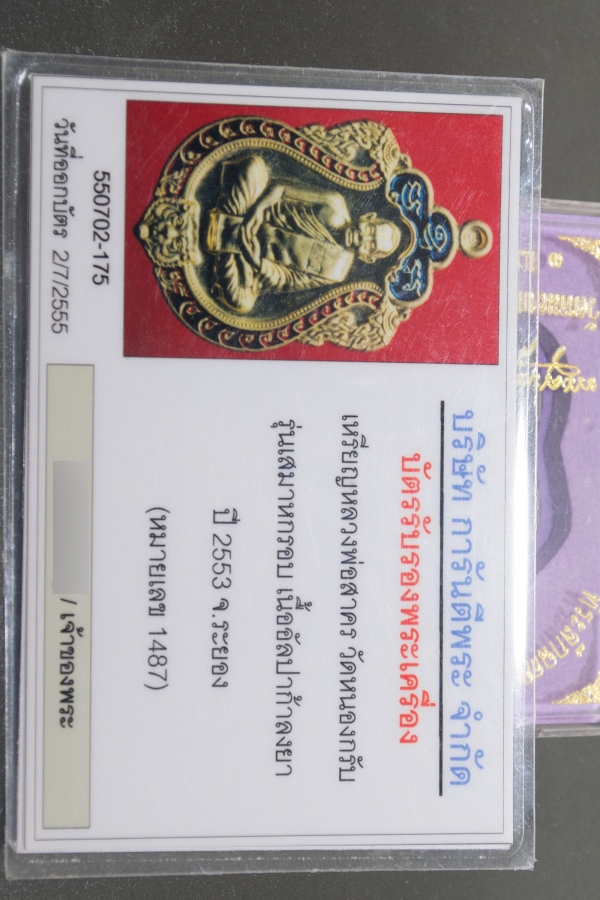 บริษัท การันตีพระ จำกัด
บัตรรับรองพระเครื่อง
เหรียญหลวงพ่อสาคร วัดหนองกรับ
รุ่นเสมาหกรอบ เนื้ออัลปาก้าลงยา
ปี 2553 จ.ระยอง
(หมายเลข 1487)
550702-175
วันที่ออกบัตร 2/7/2555
/ เจ้าของพระ